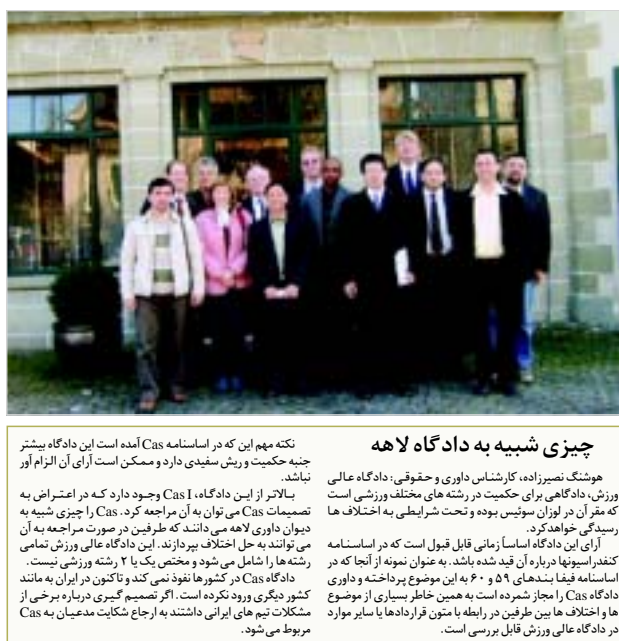 چیزی شبیه به دادگاه لاهه
هوشنگ نصیرزاده، کارشناس داوری و حقوقی: دادگاه عالی
ورزش، دادگاهی برای حکمیت در رشته های مختلف ورزشی است
که مقر آن در لوزان سوئیس بوده و تحت شرایطی به اختلاف ها
رسیدگی خواهدکرد.
آرای این دادگاه اساساً زمانی قابل قبول است که در اساسنامه
کنفدراسیونها درباره آن قید شده باشد. به عنوان نمونه از آنجا که در
اساسنامه فیفا بندهای ۵۹ و ۶۰ به این موضوع پرداخته و داوری
دادگاه Cas را مجاز شمرده است به همین خاطر بسیاری از موضوع
ها و اختلاف ها بین طرفین در رابطه با متون قراردادها یا سایر موارد
در دادگاه عالی ورزش قابل بررسی است.
نکته مهم این که در اساسنامه Cas آمده است این دادگاه بیشتر
جنبه حکمیت و ریش سفیدی دارد و ممکن است آرای آن الزام آور
نباشد.
بالاتر از این دادگاه، Cas I وجود دارد که در اعتراض به
تصمیمات Cas می توان به آن مراجعه کرد. Cas را چیزی شبیه به
دیوان داوری لاهه می دانند که طرفین در صورت مراجعه به آن
می توانند به حل اختلاف بپردازند. این دادگاه عالی ورزش تمامی
رشته ها را شامل می شود و مختص یک یا ۲ رشته ورزشی نیست.
دادگاه Cas در کشورها نفوذ نمی کند و تاکنون در ایران به مانند
کشور دیگری ورود نکرده است. اگر تصمیم گیری درباره برخی از
مشکلات تیم های ایرانی داشتند به ارجاع شکایت مدعیان به Cas
مربوط می شود.